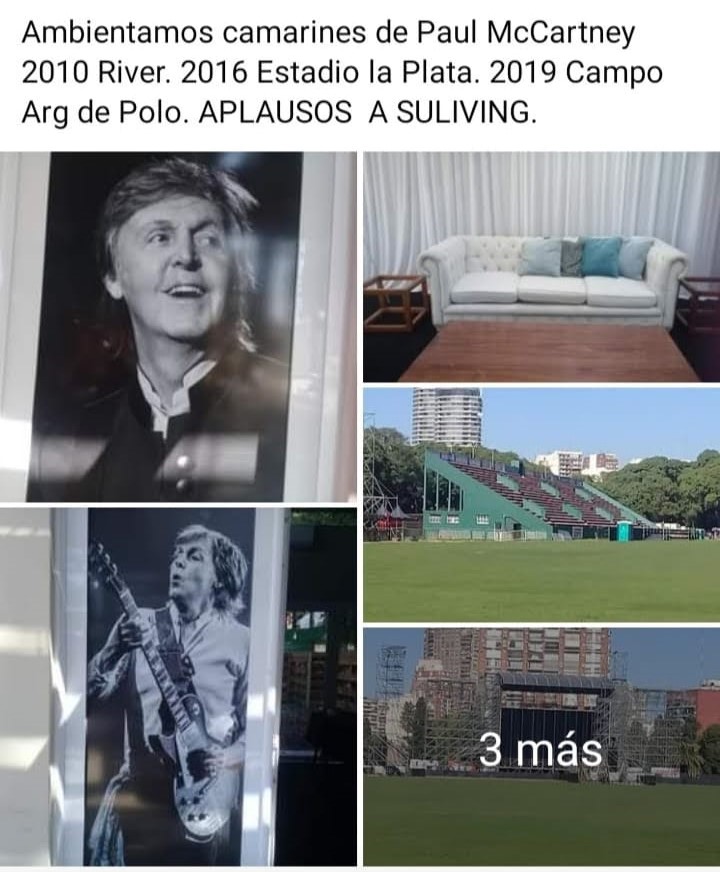 Ambientamos camarines de Paul McCartney
2010 River. 2016 Estadio la Plata. 2019 Campo
Arg de Polo. APLAUSOS A SULIVING.
3 más